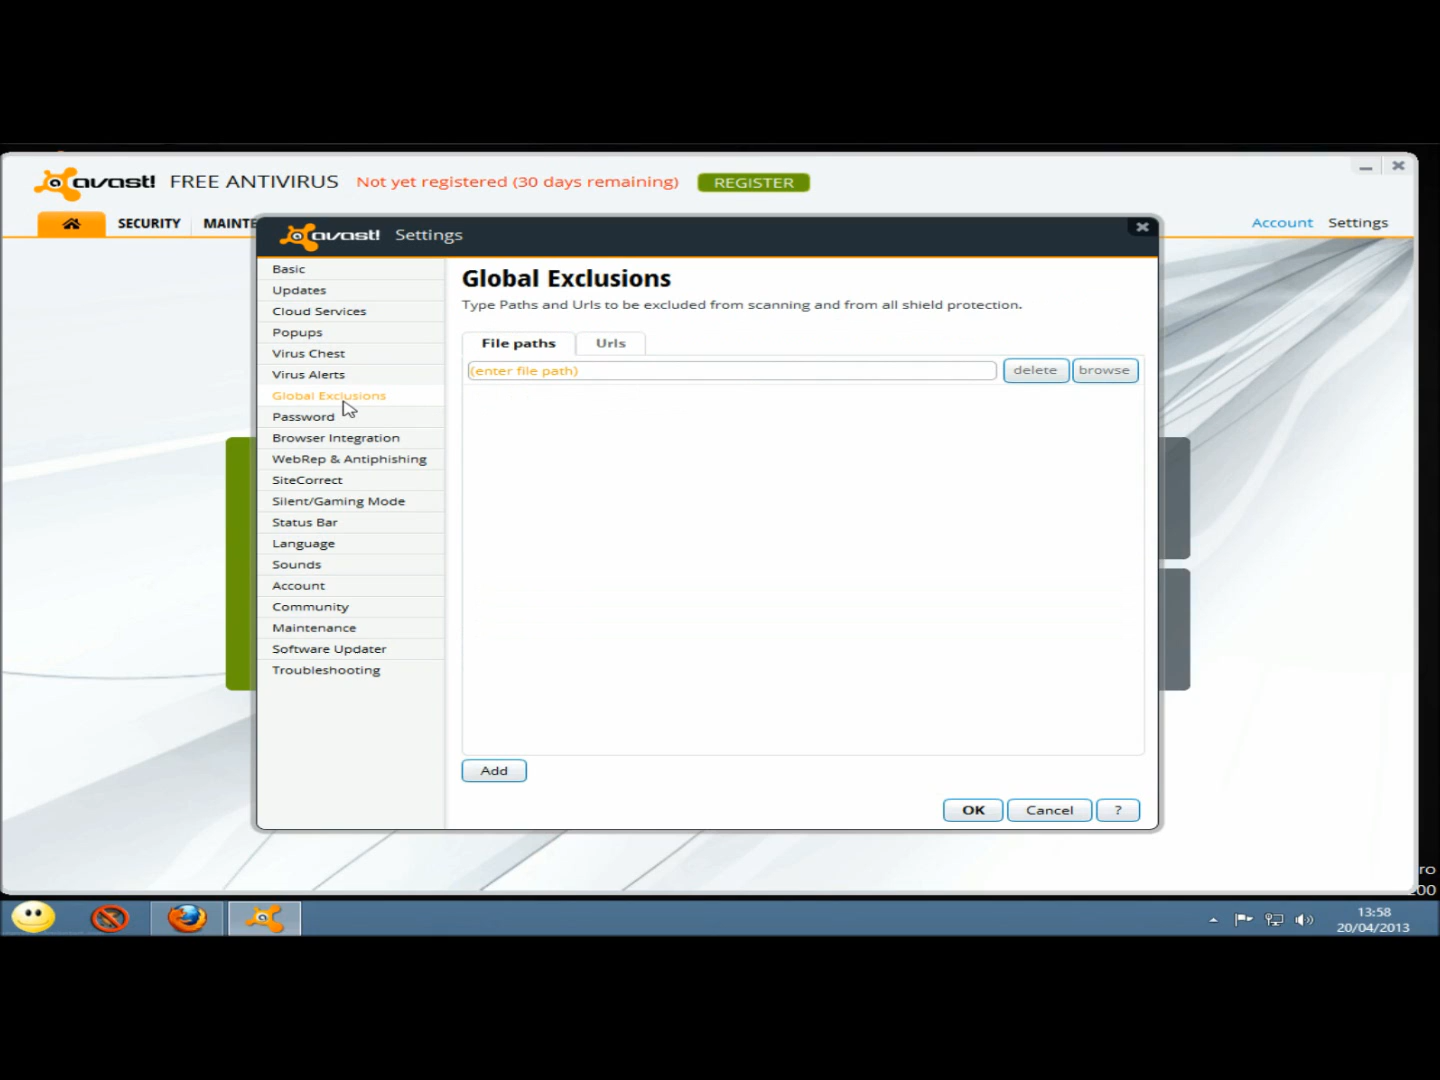 avast! FREE ANTIVIRUS Not yet registered (30 days remaining) REGISTER
SECURITY MAINTE Account Settings
avast! Settings
Basic
Updates
Cloud Services
Popups
Virus Chest
Virus Alerts
Global Exclusions
Password
Browser Integration
WebRep & Antiphishing
SiteCorrect
Silent/Gaming Mode
Status Bar
Language
Sounds
Account
Community
Maintenance
Software Updater
Troubleshooting
Global Exclusions
Type Paths and Urls to be excluded from scanning and from all shield protection.
File paths Urls
(enter file path) delete browse
Add
OK Cancel ?
ro
00
13:58
20/04/2013